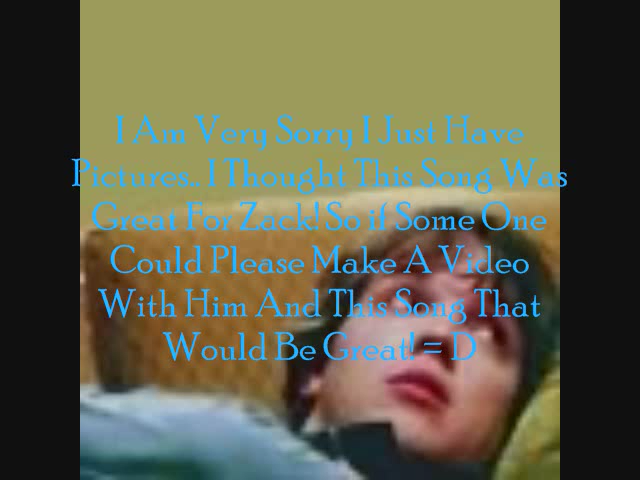 I Am Very Sorry I Just Have
Pictures.. I Thought This Song Was
Great For Zack! So if Some One
Could Please Make A Video
With Him And This Song That
Would Be Great! = D